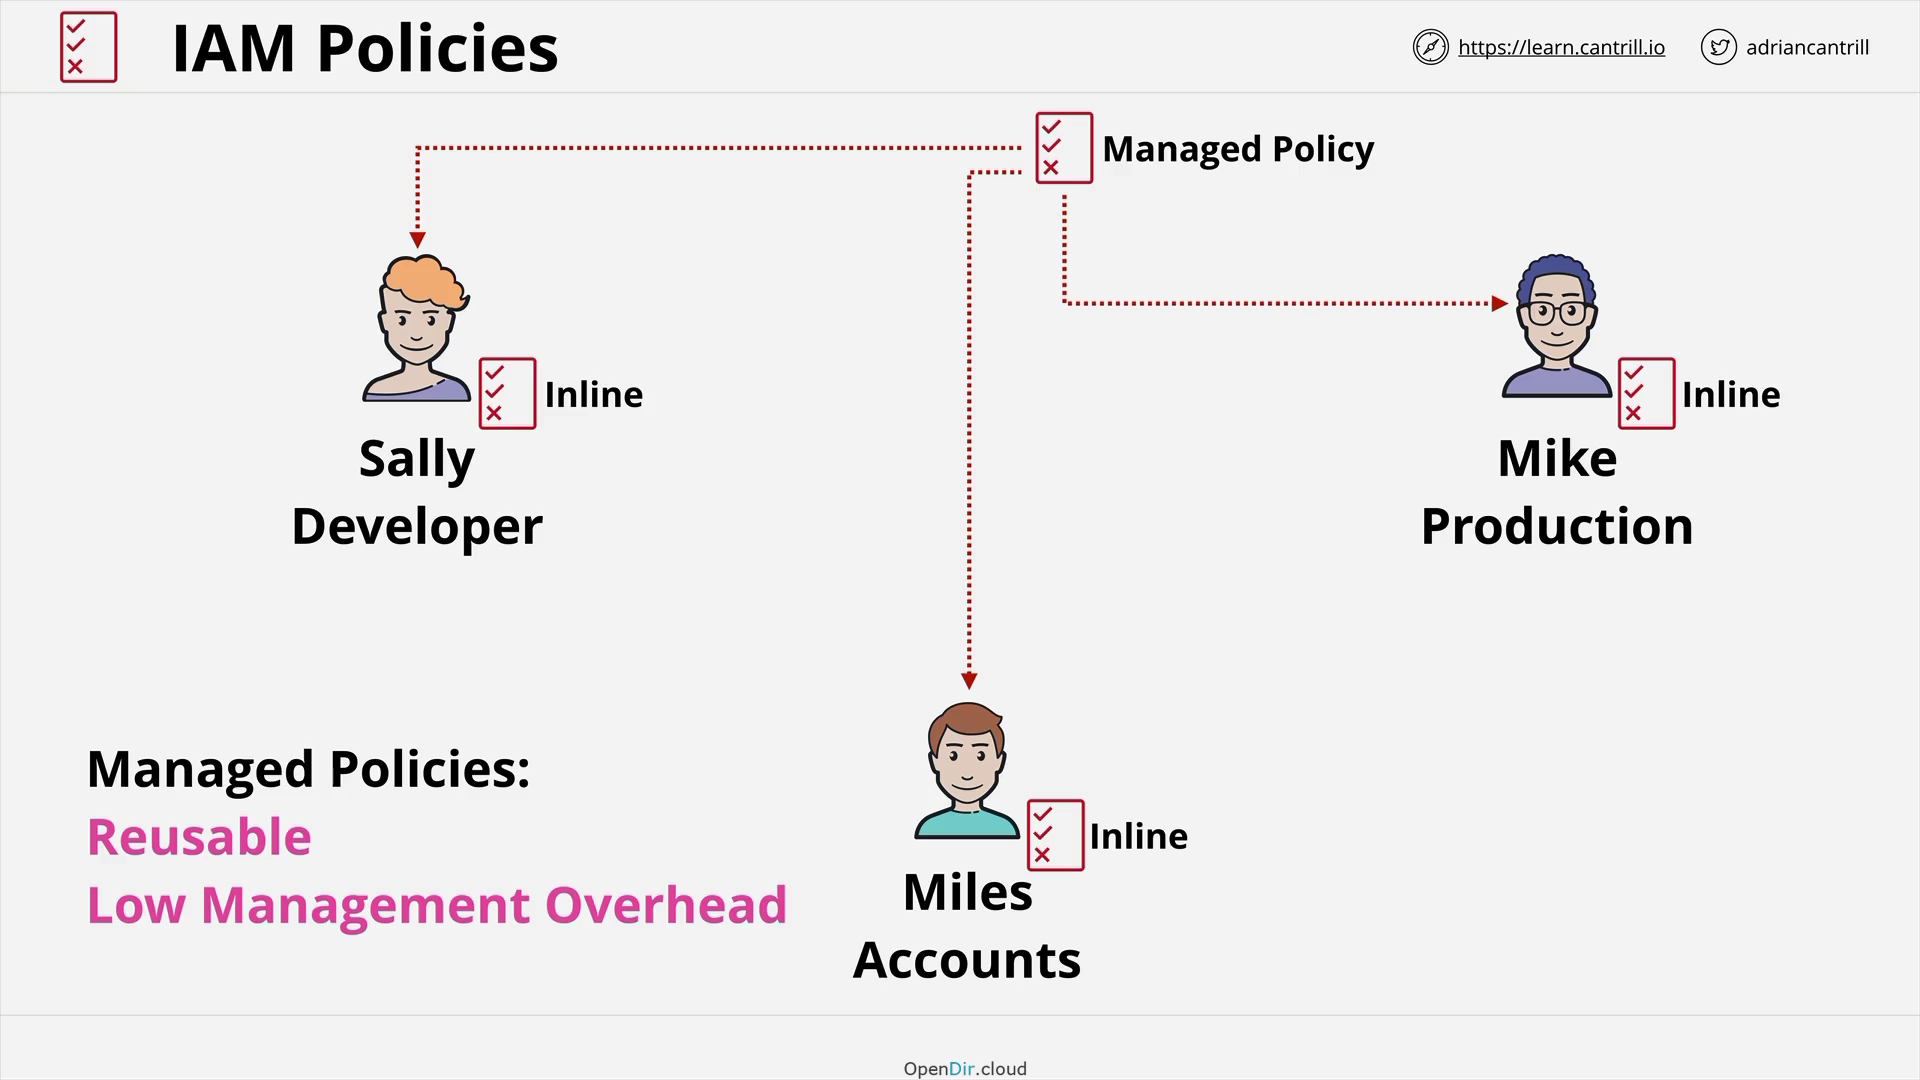 IAM Policies
https://learn.cantrill.io
adriancantrill
Managed Policy
Inline
Sally
Developer
Inline
Mike
Production
Managed Policies:
Reusable
Low Management Overhead
Inline
Miles
Accounts
OpenDir.cloud